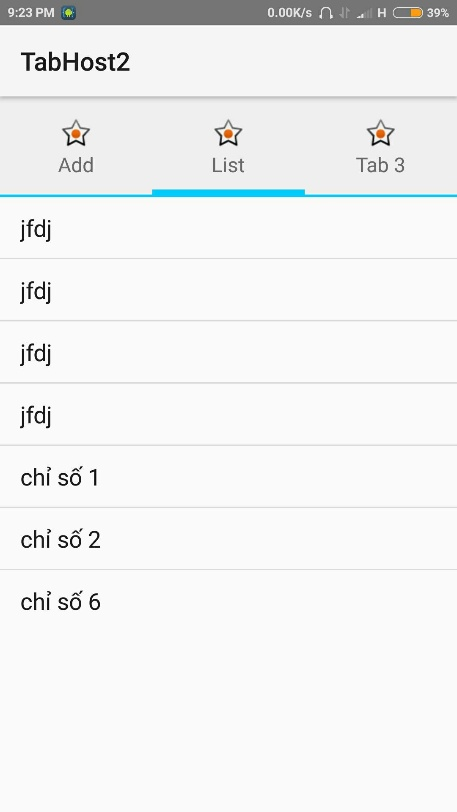 9:23 PM 0.00K/s H 39%
TabHost2
Add List Tab 3
jfdj
jfdj
jfdj
jfdj
chỉ số 1
chỉ số 2
chỉ số 6